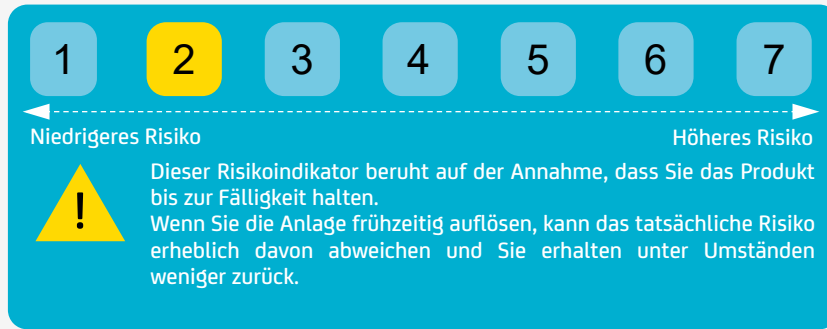 1 2 3 4 5 6 7
Niedrigeres Risiko Höheres Risiko
! Dieser Risikoindikator beruht auf der Annahme, dass Sie das Produkt
bis zur Fälligkeit halten.
Wenn Sie die Anlage frühzeitig auflösen, kann das tatsächliche Risiko
erheblich davon abweichen und Sie erhalten unter Umständen
weniger zurück.